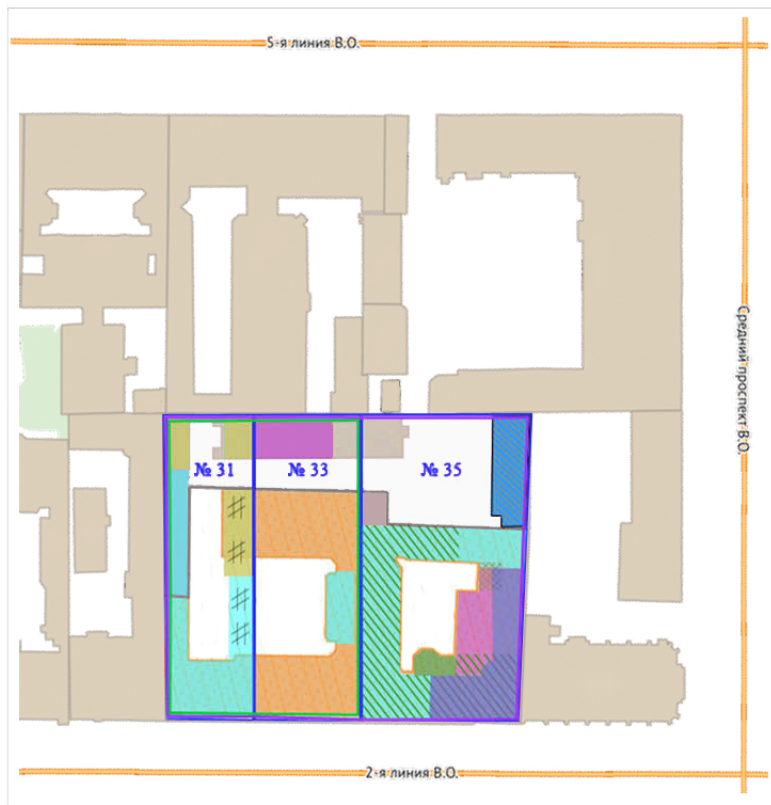 5-я линия В.О.
Средний проспект В.О.
№ 31
№ 33
№ 35
2-я линия В.О.